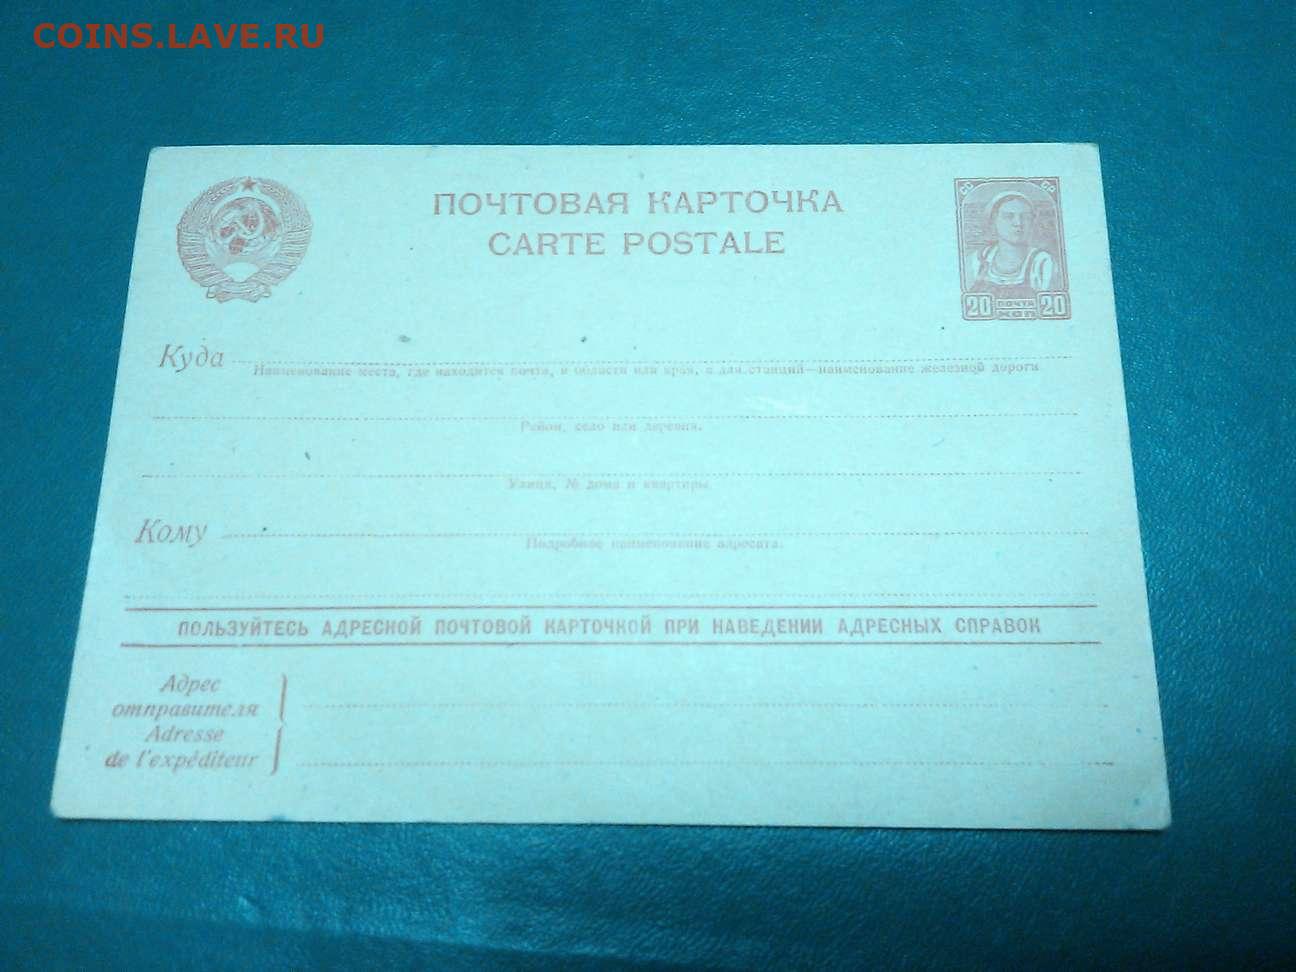 COINS.LAVE.RU
ПОЧТОВАЯ КАРТОЧКА
CARTE POSTALE
СС СС
20 ПОЧТА КОП 20
Куда
Наименование места, где находится почта, и области или края, а для станций—наименование железной дороги
Район, село или деревня.
Улица, № дома и квартиры
Кому
Подробное наименование адресата.
ПОЛЬЗУЙТЕСЬ АДРЕСНОЙ ПОЧТОВОЙ КАРТОЧКОЙ ПРИ НАВЕДЕНИИ АДРЕСНЫХ СПРАВОК
Адрес
отправителя
Adresse
de l'expéditeur